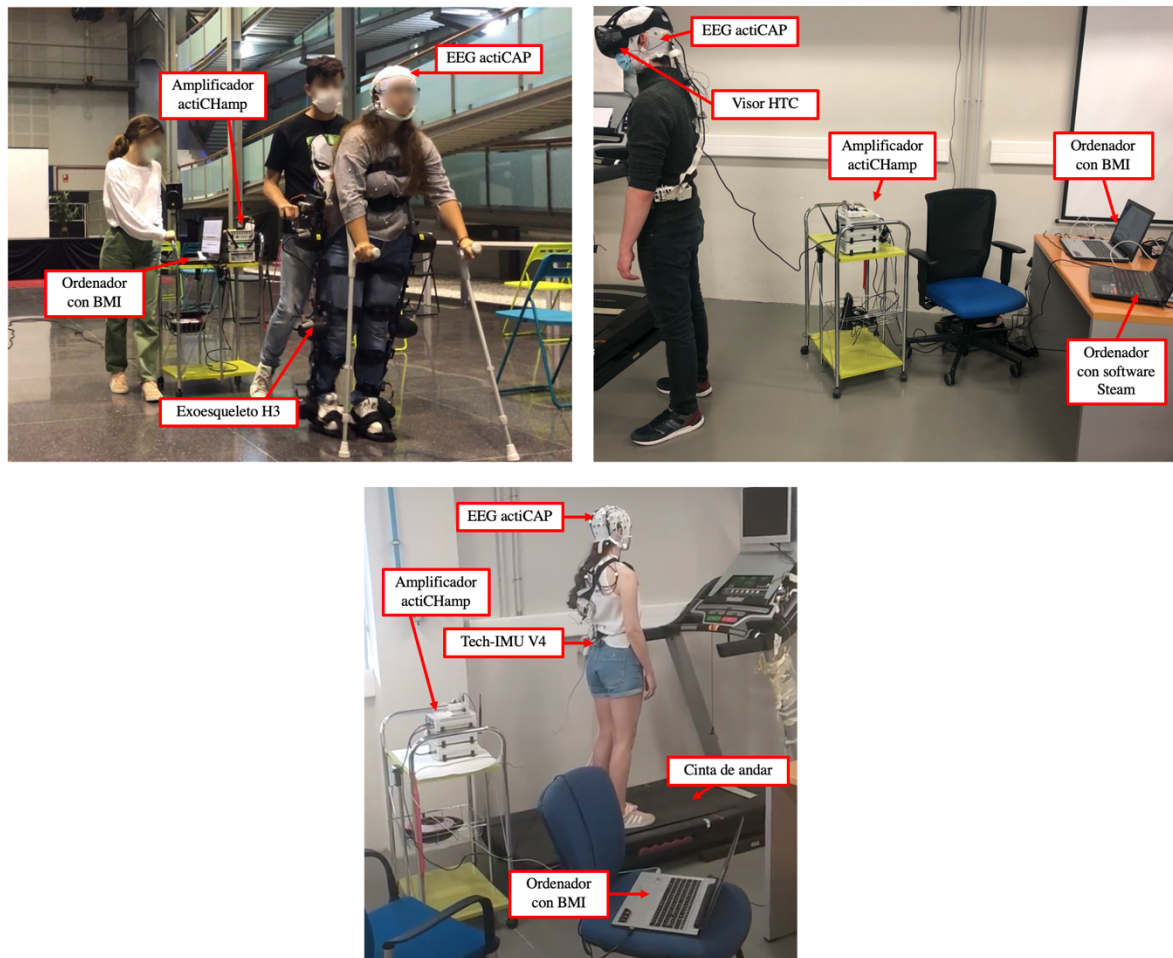 EEG actiCAP
Amplificador
actiCHamp
Ordenador
con BMI
Exoesqueleto H3
EEG actiCAP
Visor HTC
Amplificador
actiCHamp
Ordenador
con BMI
Ordenador
con software
Steam
EEG actiCAP
Amplificador
actiCHamp
Tech-IMU V4
Cinta de andar
Ordenador
con BMI